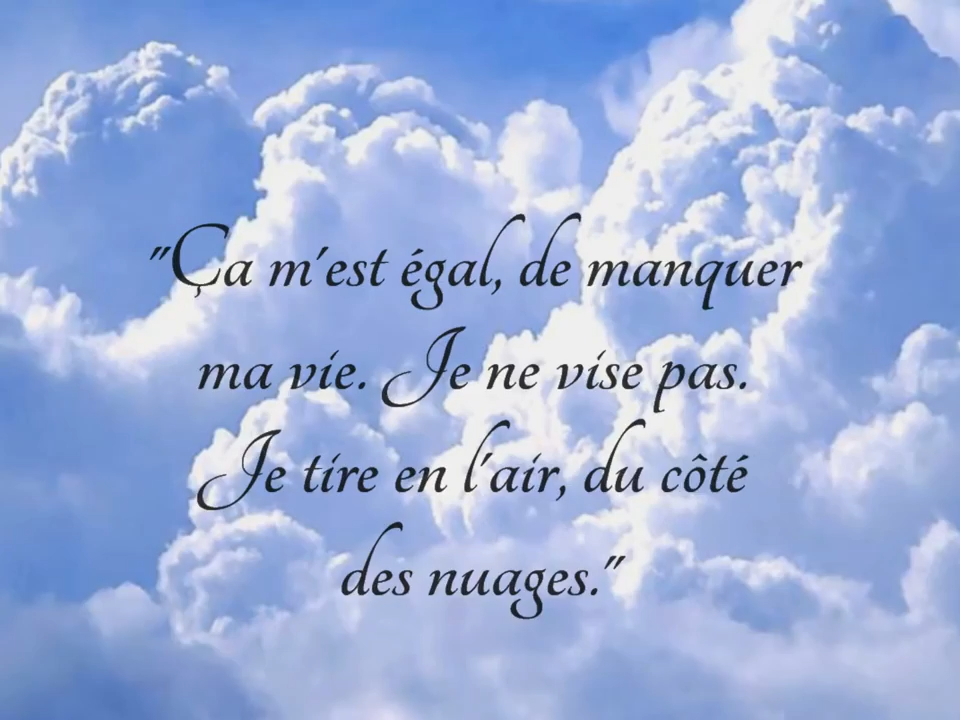 "Ça m'est égal, de manquer
ma vie. Je ne vise pas.
Je tire en l'air, du côté
des nuages."